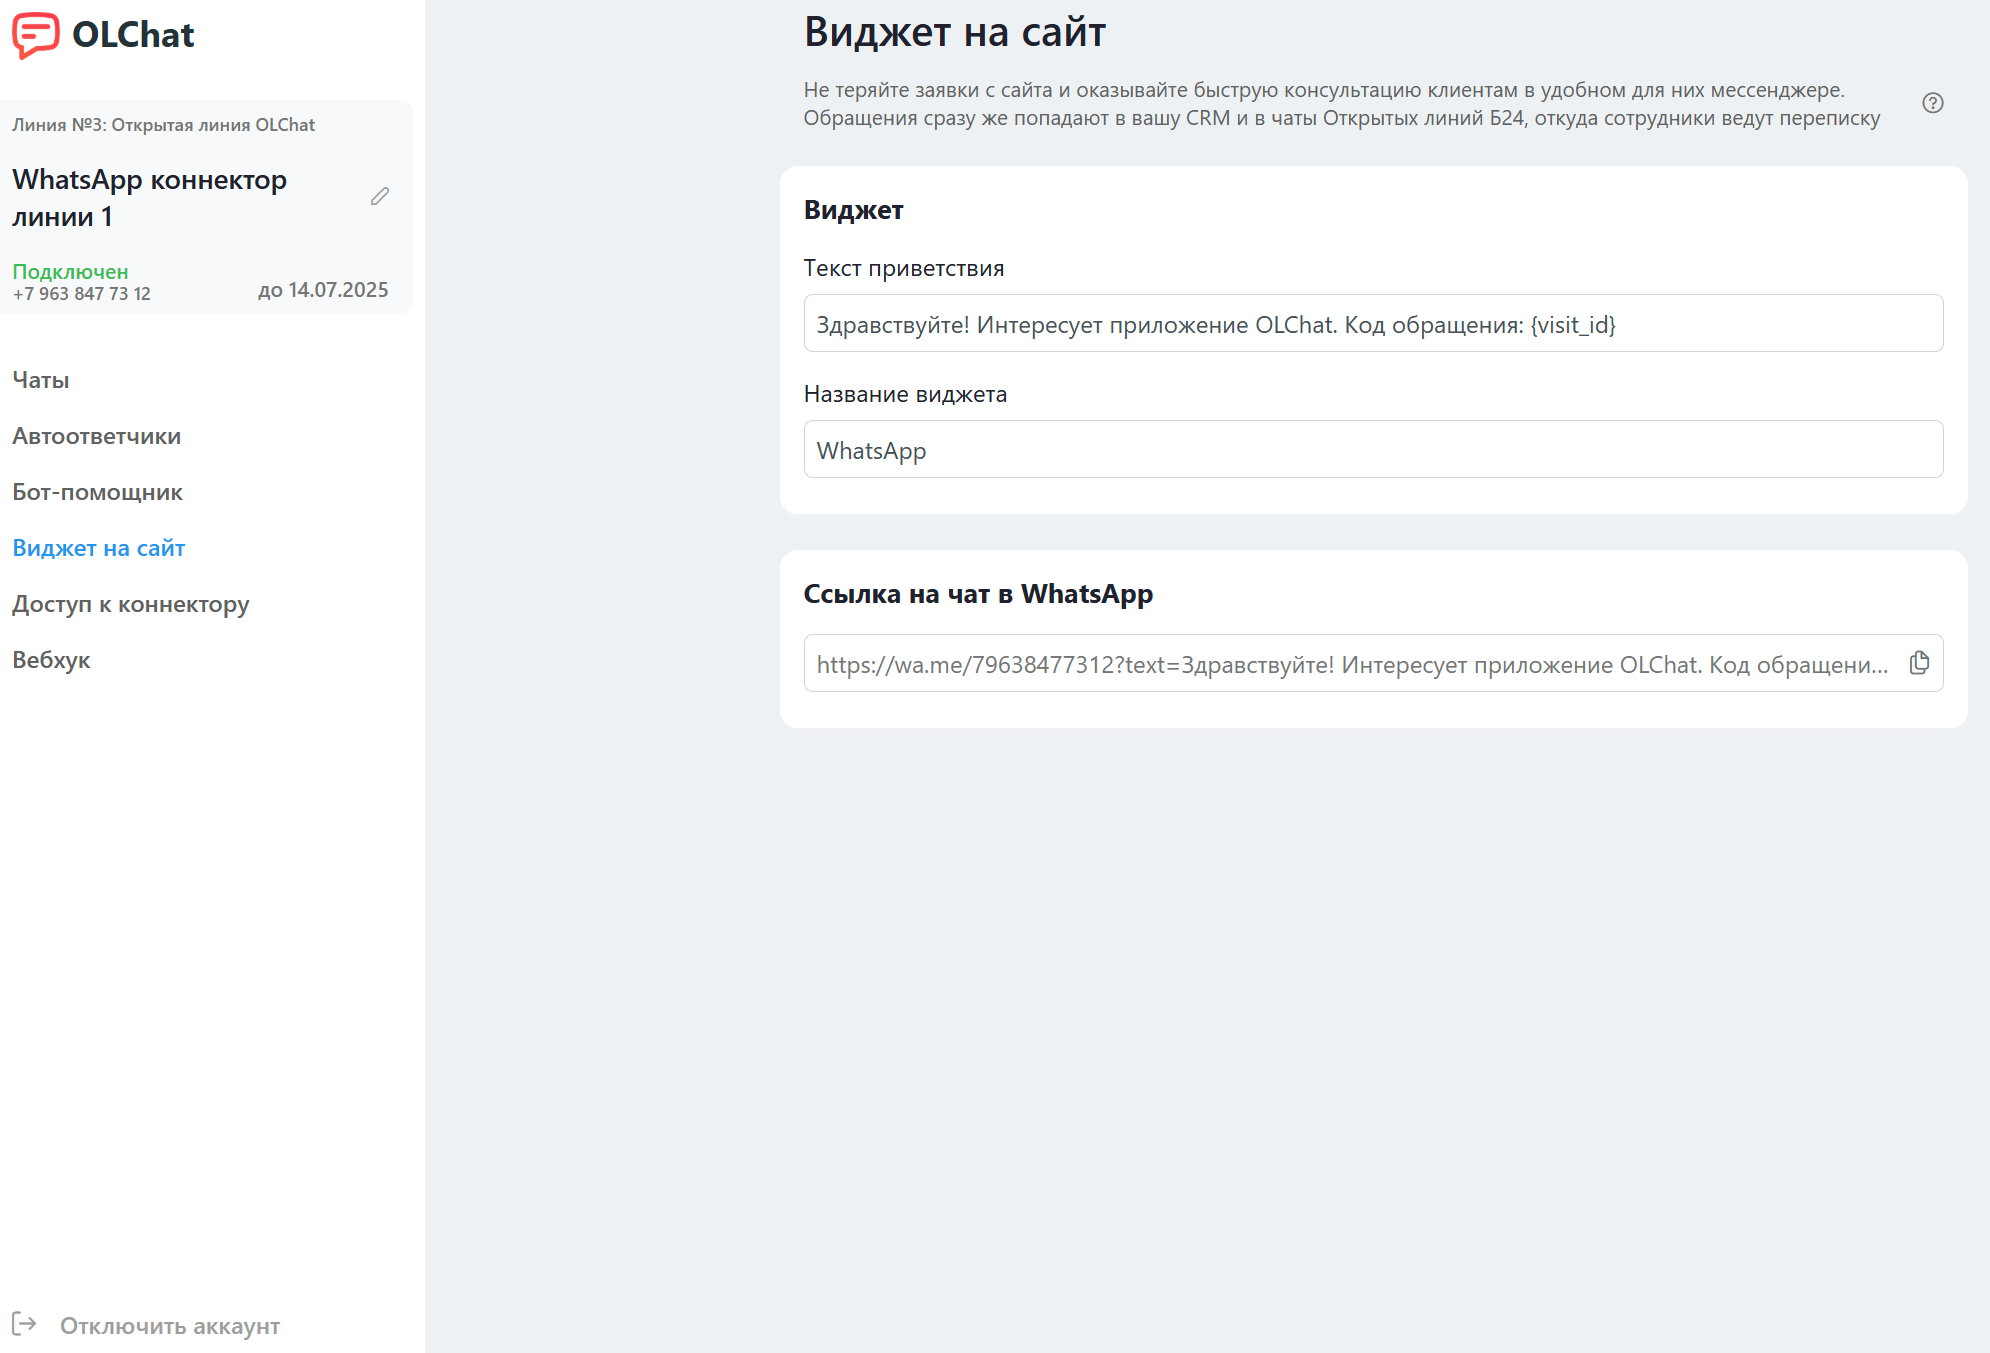 OLChat
Линия №3: Открытая линия OLChat
WhatsApp коннектор
линии 1
Подключен
+7 963 847 73 12
до 14.07.2025
Чаты
Автоответчики
Бот-помощник
Виджет на сайт
Доступ к коннектору
Вебхук
Отключить аккаунт
Виджет на сайт
Не теряйте заявки с сайта и оказывайте быструю консультацию клиентам в удобном для них мессенджере.
Обращения сразу же попадают в вашу CRM и в чаты Открытых линий Б24, откуда сотрудники ведут переписку
Виджет
Текст приветствия
Здравствуйте! Интересует приложение OLChat. Код обращения: {visit_id}
Название виджета
WhatsApp
Ссылка на чат в WhatsApp
https://wa.me/79638477312?text=Здравствуйте! Интересует приложение OLChat. Код обращени...